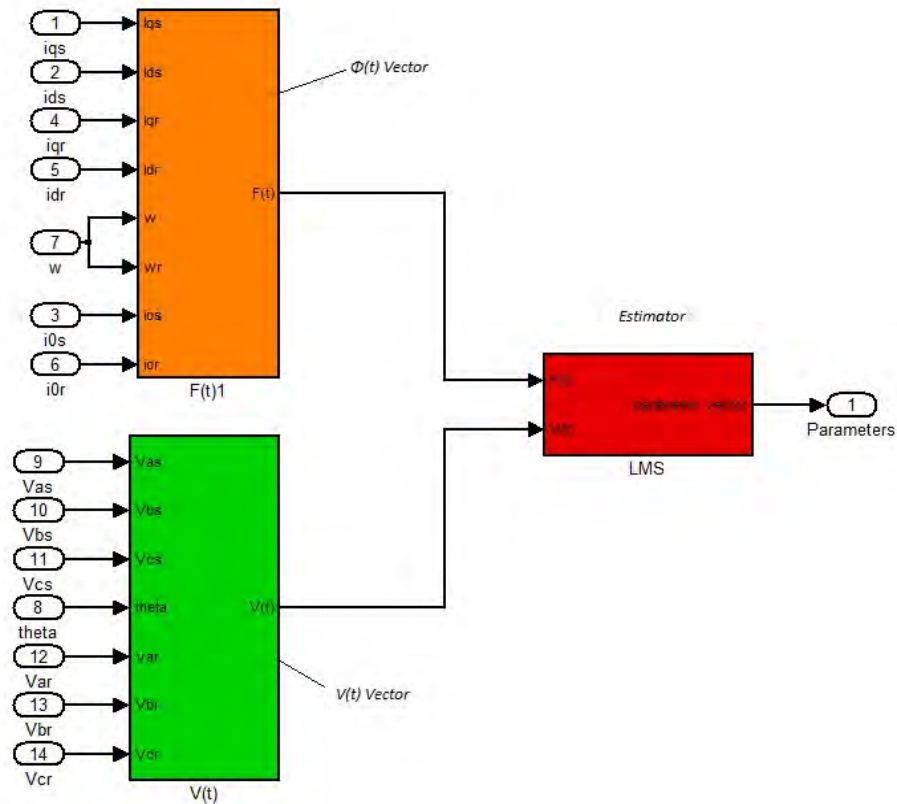 1
iqs
Iqs
2
ids
ids
4
iqr
iqr
5
idr
idr
7
w
w
wr
3
i0s
ios
6
i0r
ior
F(t)
F(t)1
Φ(t) Vector
9
Vas
Vas
10
Vbs
Vbs
11
Vcs
Vcs
8
theta
theta
12
Var
Var
13
Vbr
Vbr
14
Vcr
Vcr
V(t)
V(t)
V(t) Vector
Estimator
Parameter Vector
LMS
1
Parameters